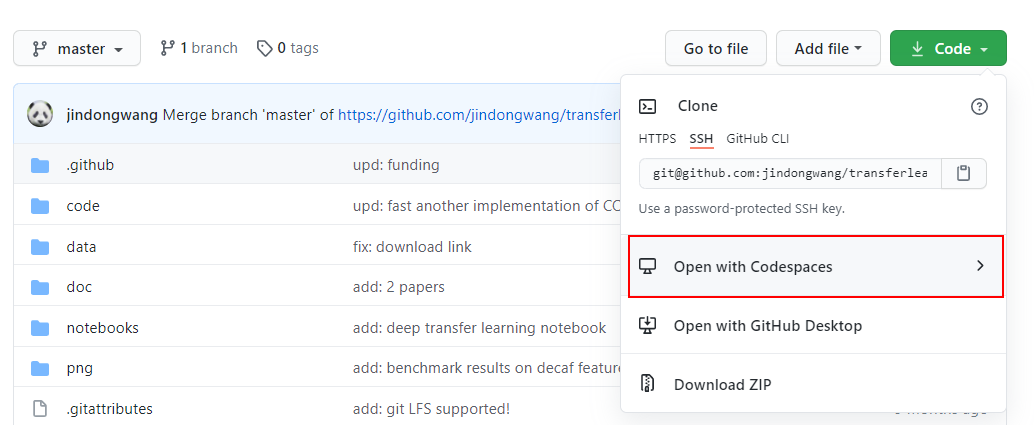 master 1 branch 0 tags Go to file Add file Code
jindongwang Merge branch 'master' of https://github.com/jindongwang/transferl
Clone
HTTPS SSH GitHub CLI
.github upd: funding
git@github.com:jindongwang/transferlea
code upd: fast another implementation of CO
Use a password-protected SSH key.
data fix: download link
Open with Codespaces
doc add: 2 papers
notebooks add: deep transfer learning notebook
Open with GitHub Desktop
png add: benchmark results on decaf feature
Download ZIP
.gitattributes add: git LFS supported!